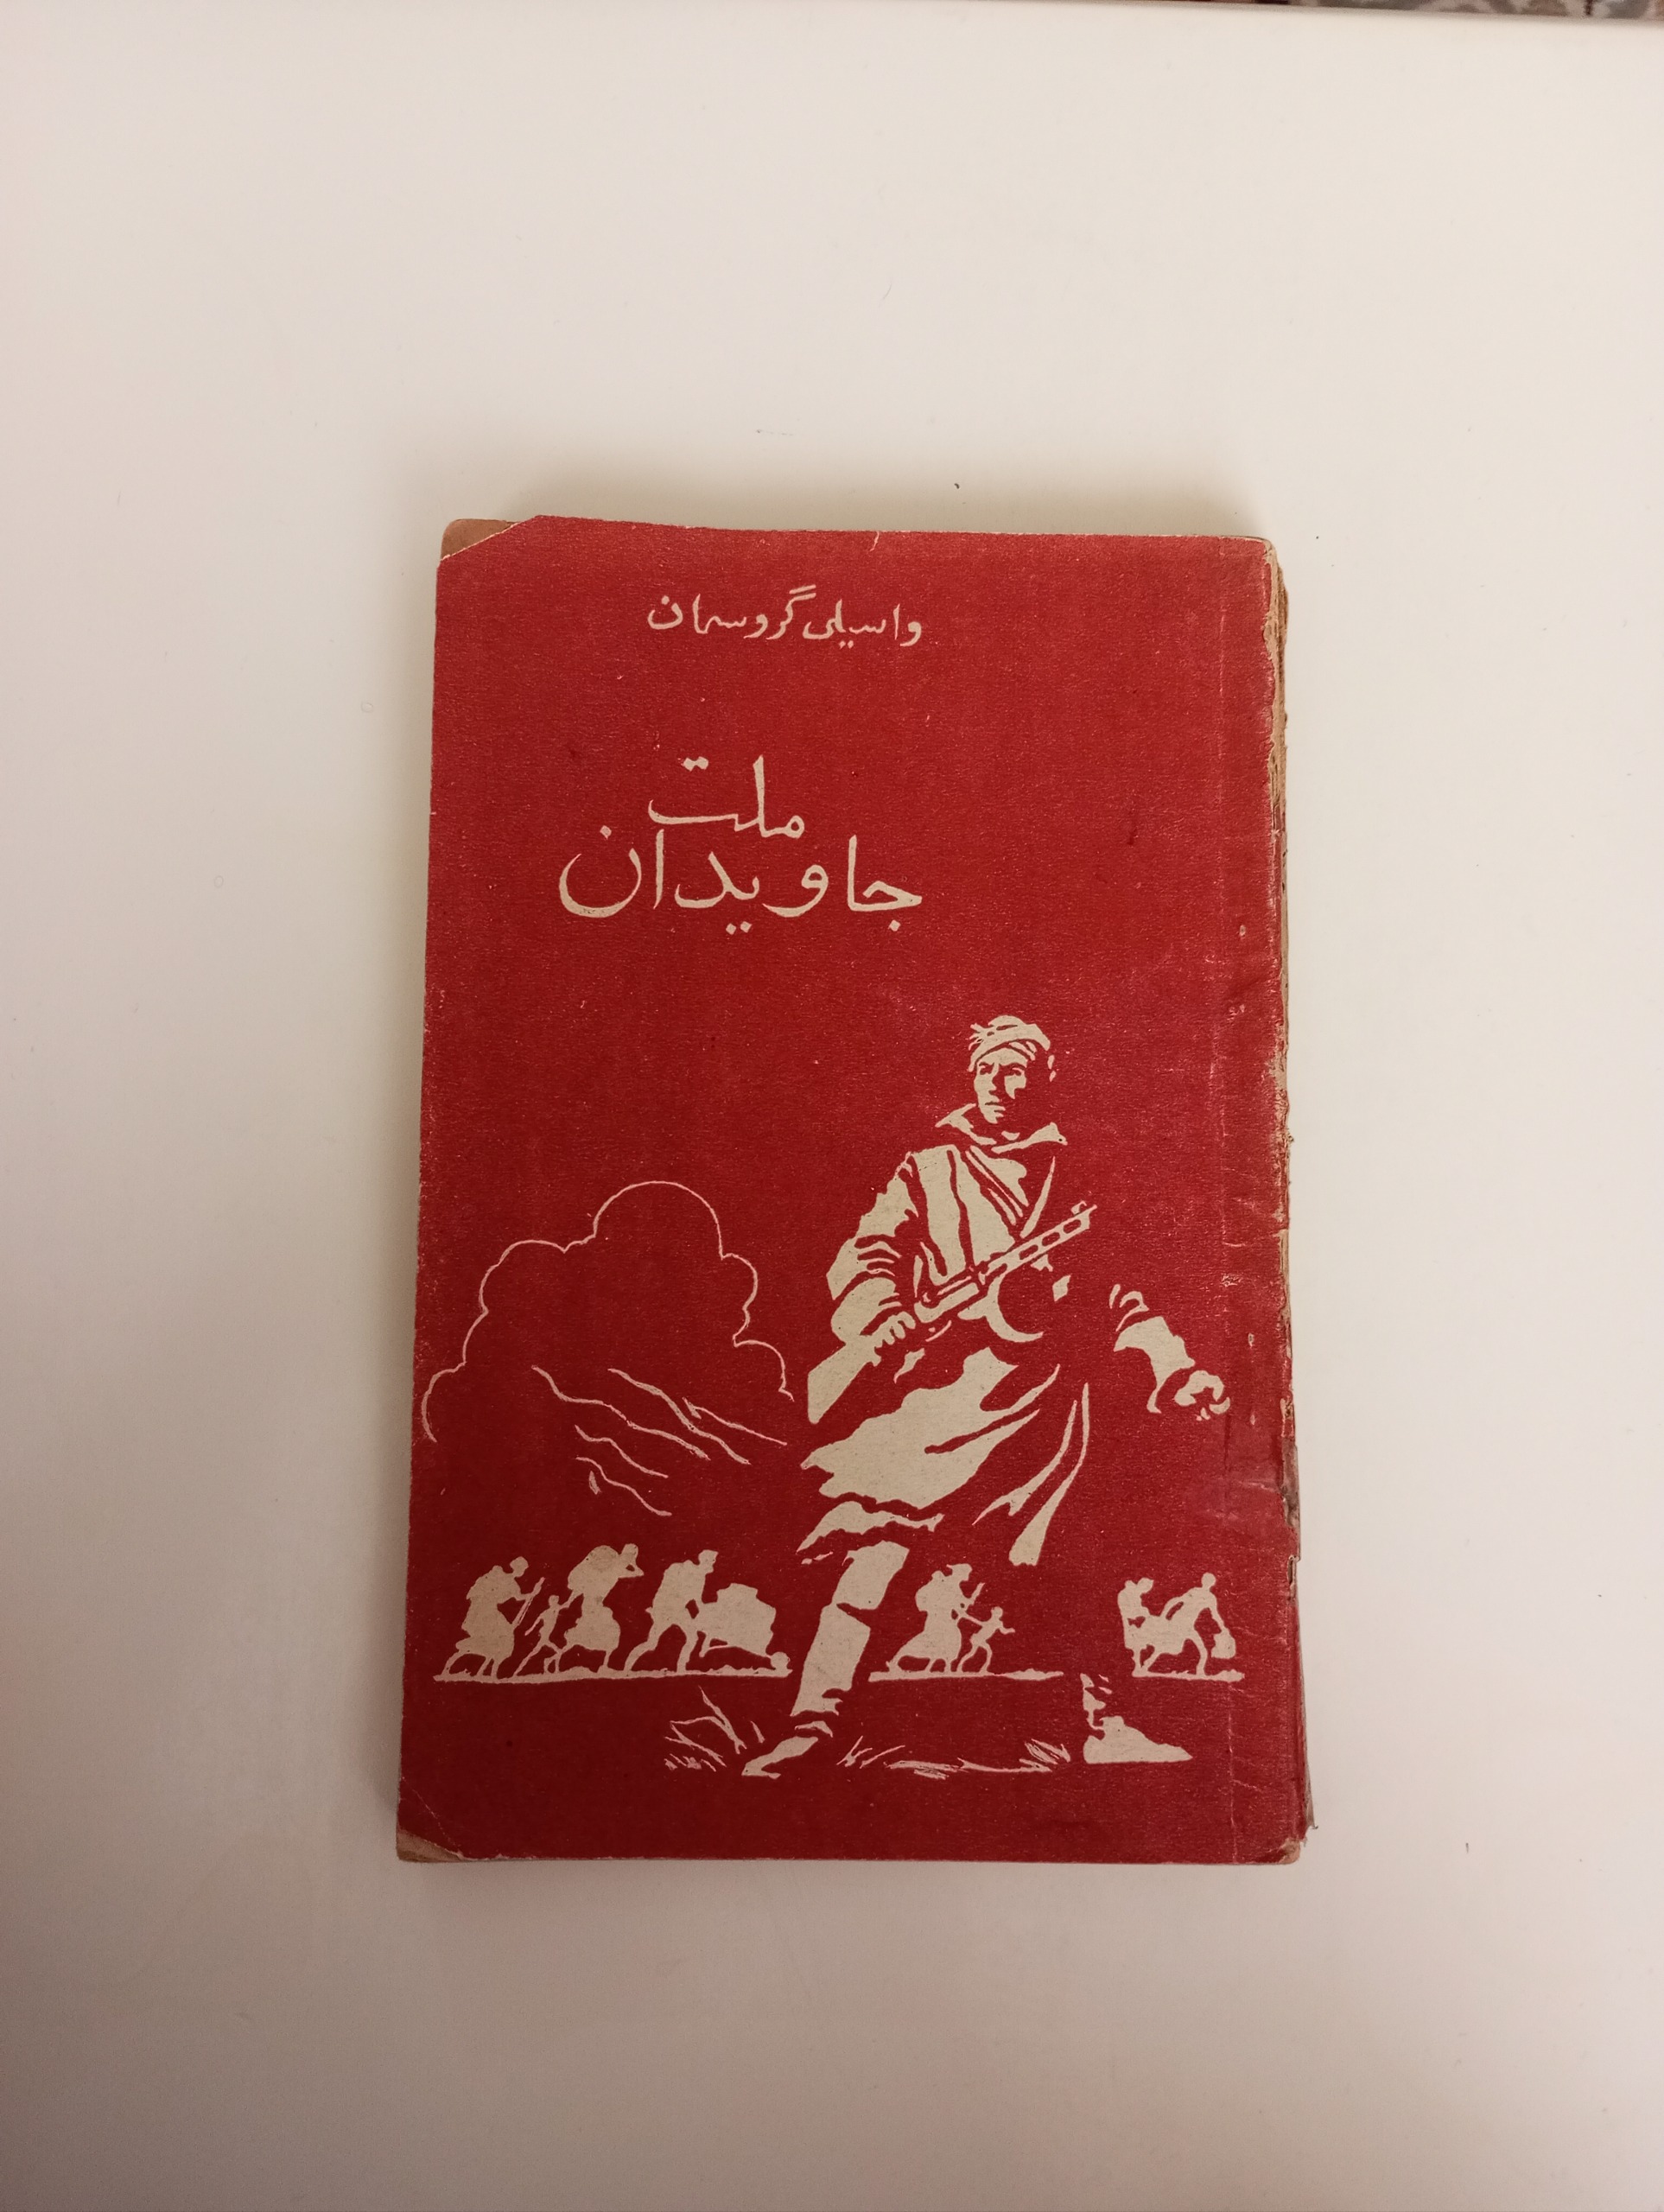 واسیلی گروسمان
ملت
جاویدان